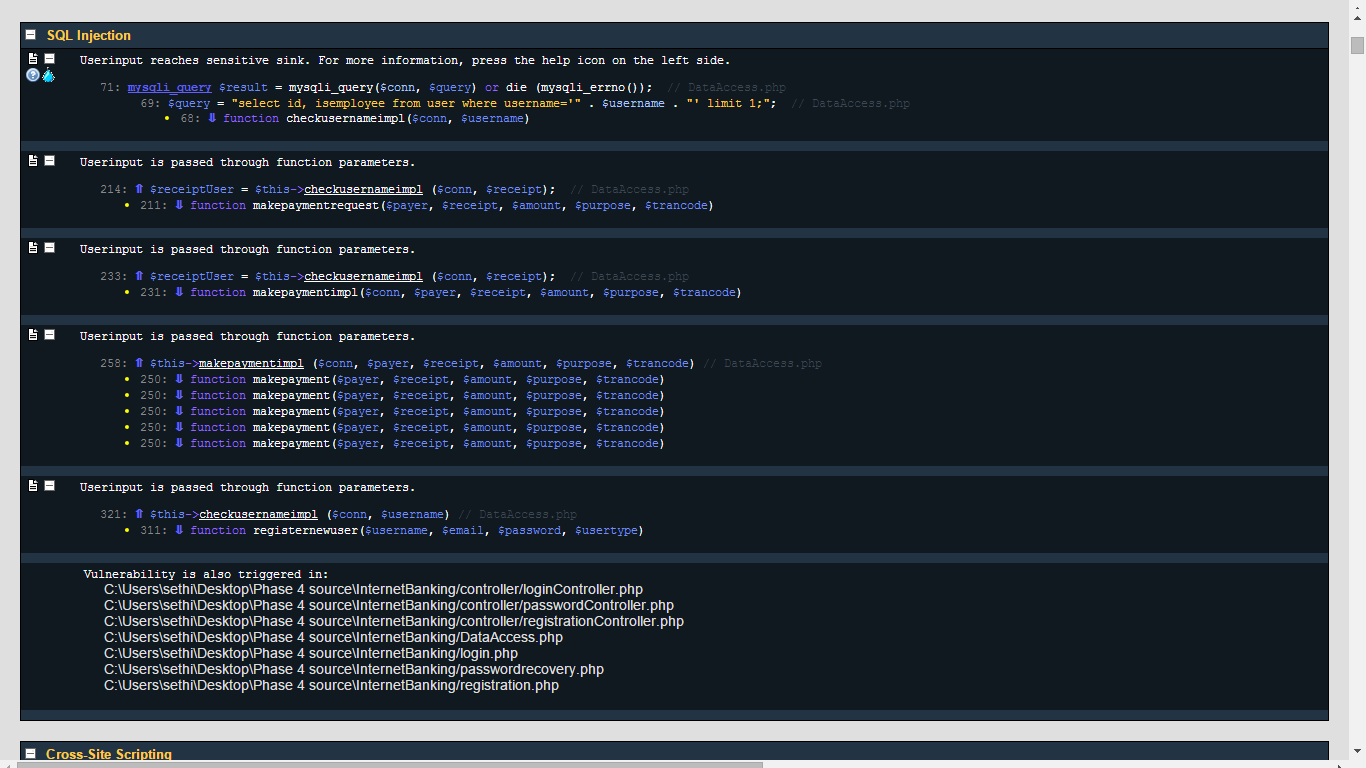 SQL Injection
Userinput reaches sensitive sink. For more information, press the help icon on the left side.
71: mysqli_query $result = mysqli_query($conn, $query) or die (mysqli_errno()); // DataAccess.php
69: $query = "select id, isemployee from user where username='" . $username . "' limit 1;"; // DataAccess.php
• 68: ⇓ function checkusernameimpl($conn, $username)
Userinput is passed through function parameters.
214: ⇑ $receiptUser = $this->checkusernameimpl ($conn, $receipt); // DataAccess.php
• 211: ⇓ function makepaymentrequest($payer, $receipt, $amount, $purpose, $trancode)
Userinput is passed through function parameters.
233: ⇑ $receiptUser = $this->checkusernameimpl ($conn, $receipt); // DataAccess.php
• 231: ⇓ function makepaymentimpl($conn, $payer, $receipt, $amount, $purpose, $trancode)
Userinput is passed through function parameters.
258: ⇑ $this->makepaymentimpl ($conn, $payer, $receipt, $amount, $purpose, $trancode) // DataAccess.php
• 250: ⇓ function makepayment($payer, $receipt, $amount, $purpose, $trancode)
• 250: ⇓ function makepayment($payer, $receipt, $amount, $purpose, $trancode)
• 250: ⇓ function makepayment($payer, $receipt, $amount, $purpose, $trancode)
• 250: ⇓ function makepayment($payer, $receipt, $amount, $purpose, $trancode)
• 250: ⇓ function makepayment($payer, $receipt, $amount, $purpose, $trancode)
Userinput is passed through function parameters.
321: ⇑ $this->checkusernameimpl ($conn, $username) // DataAccess.php
• 311: ⇓ function registernewuser($username, $email, $password, $usertype)
Vulnerability is also triggered in:
C:\Users\sethi\Desktop\Phase 4 source\InternetBanking/controller/loginController.php
C:\Users\sethi\Desktop\Phase 4 source\InternetBanking/controller/passwordController.php
C:\Users\sethi\Desktop\Phase 4 source\InternetBanking/controller/registrationController.php
C:\Users\sethi\Desktop\Phase 4 source\InternetBanking/DataAccess.php
C:\Users\sethi\Desktop\Phase 4 source\InternetBanking/login.php
C:\Users\sethi\Desktop\Phase 4 source\InternetBanking/passwordrecovery.php
C:\Users\sethi\Desktop\Phase 4 source\InternetBanking/registration.php
Cross-Site Scripting